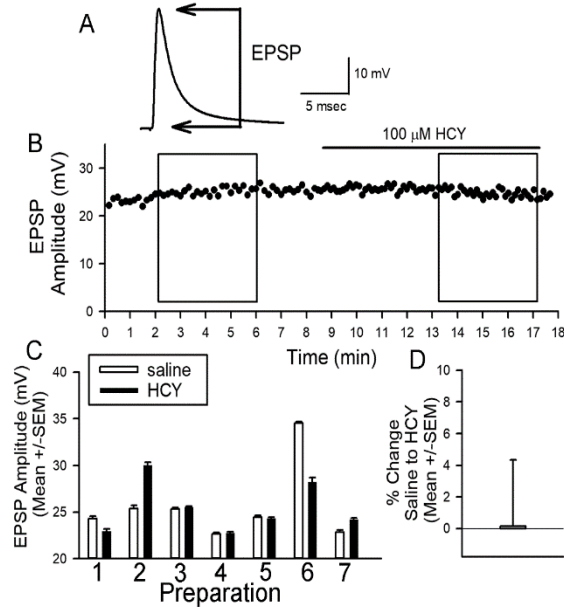 A
EPSP
10 mV
5 msec
B
100 μM HCY
EPSP
Amplitude (mV)
30
20
10
0
0 1 2 3 4 5 6 7 8 9 10 11 12 13 14 15 16 17 18
Time (min)
C
saline
HCY
EPSP Amplitude (mV)
(Mean +/-SEM)
40
35
30
25
20
1 2 3 4 5 6 7
Preparation
D
% Change
Saline to HCY
(Mean +/-SEM)
10
8
6
4
2
0